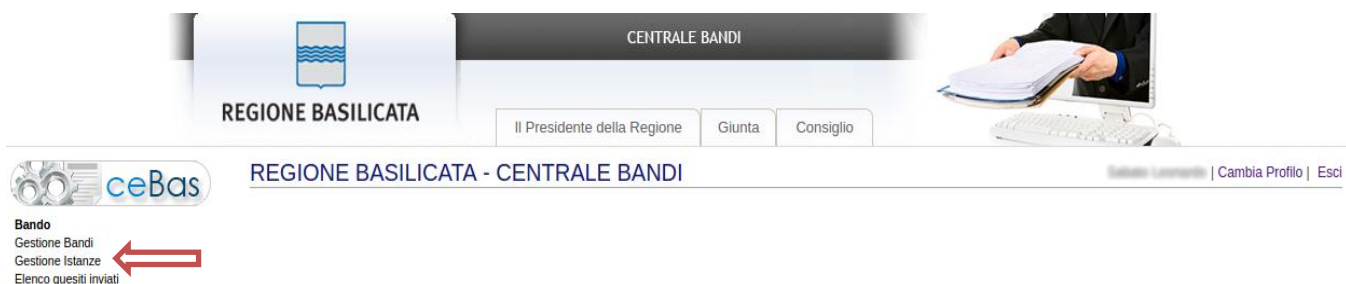 CENTRALE BANDI
REGIONE BASILICATA
Il Presidente della Regione Giunta Consiglio
ceBas
REGIONE BASILICATA - CENTRALE BANDI
| Cambia Profilo | Esci
Bando
Gestione Bandi
Gestione Istanze
Elenco quesiti inviati